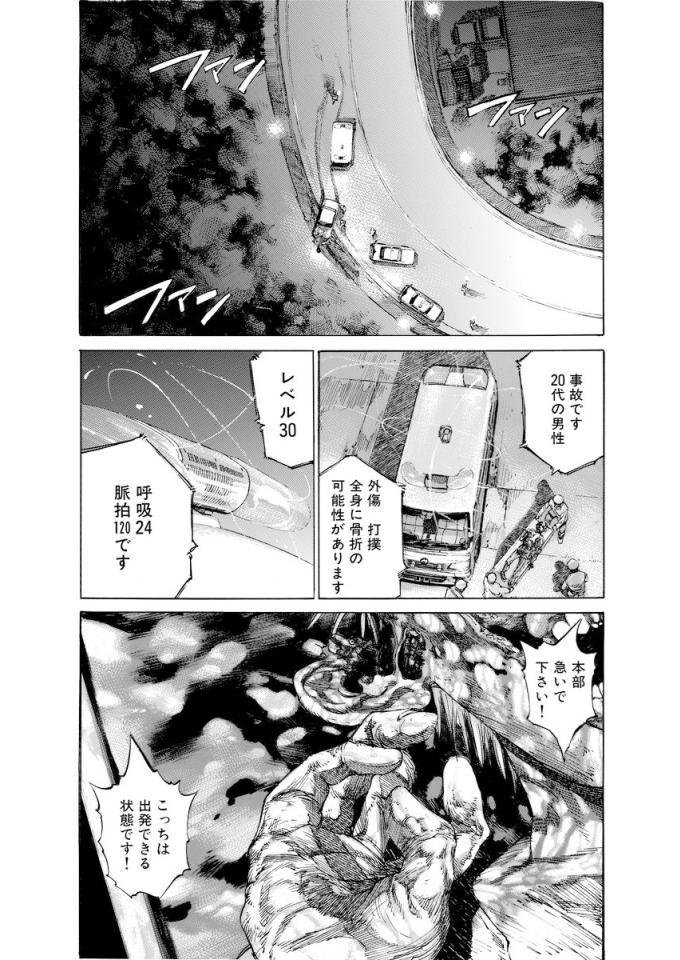 ファン
ファン
ファン
事故です
20代の男性
外傷 打撲
全身に骨折の
可能性があります
レベル30
呼吸24
脈拍120です
本部
急いで
下さい!
こっちは
出発できる
状態です!